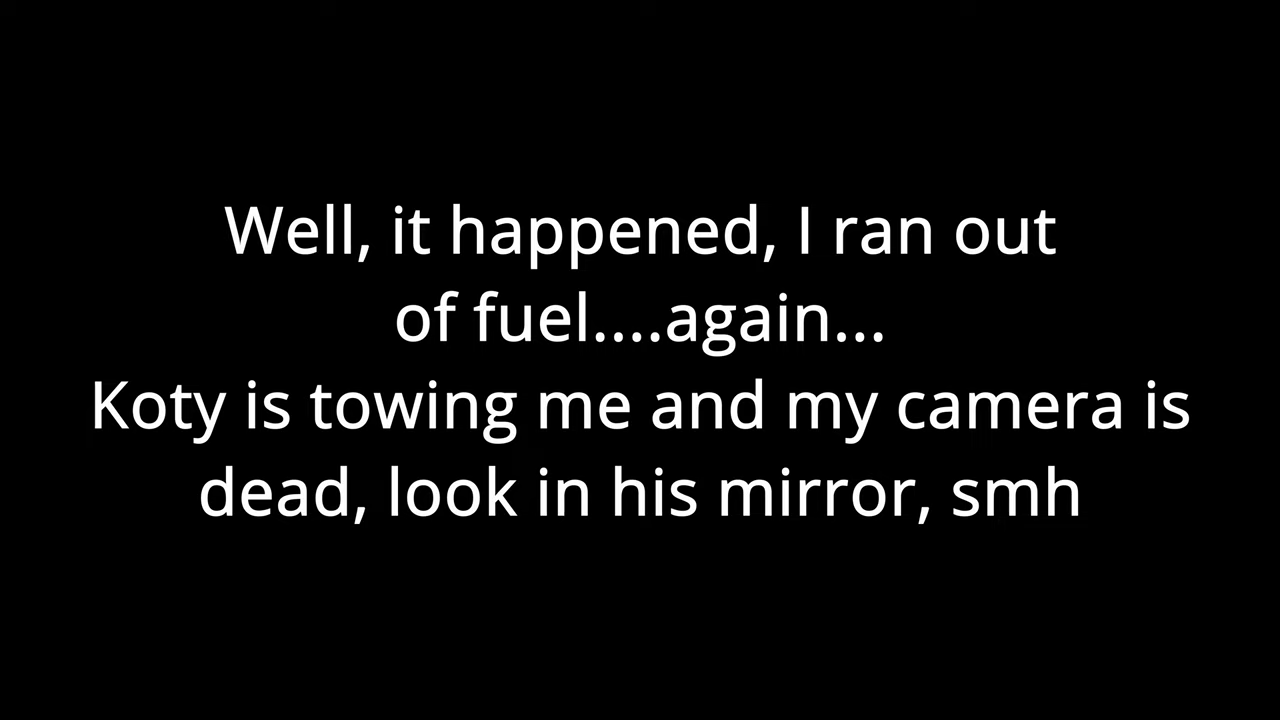 Well, it happened, I ran out
of fuel....again...
Koty is towing me and my camera is
dead, look in his mirror, smh